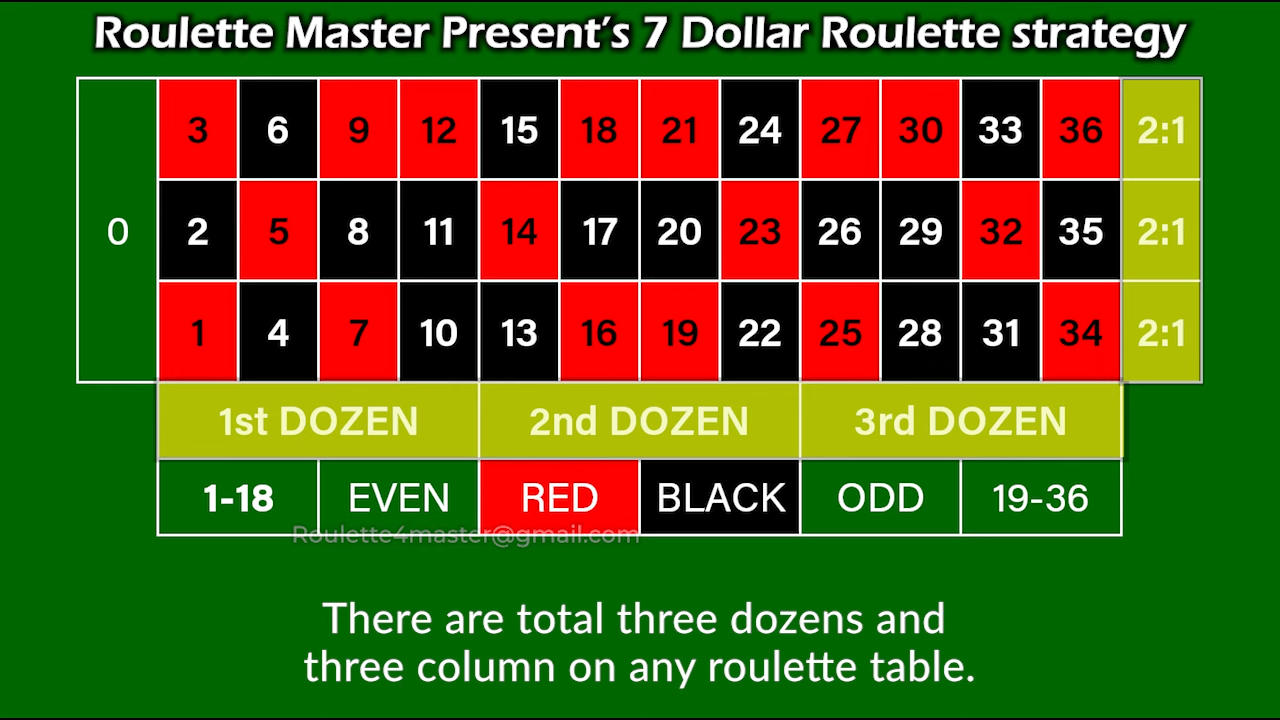 Roulette Master Present's 7 Dollar Roulette strategy
3 6 9 12 15 18 21 24 27 30 33 36 2:1
0 2 5 8 11 14 17 20 23 26 29 32 35 2:1
1 4 7 10 13 16 19 22 25 28 31 34 2:1
1st DOZEN 2nd DOZEN 3rd DOZEN
1-18 EVEN RED BLACK ODD 19-36
Roulette4master@gmail.com
There are total three dozens and
three column on any roulette table.